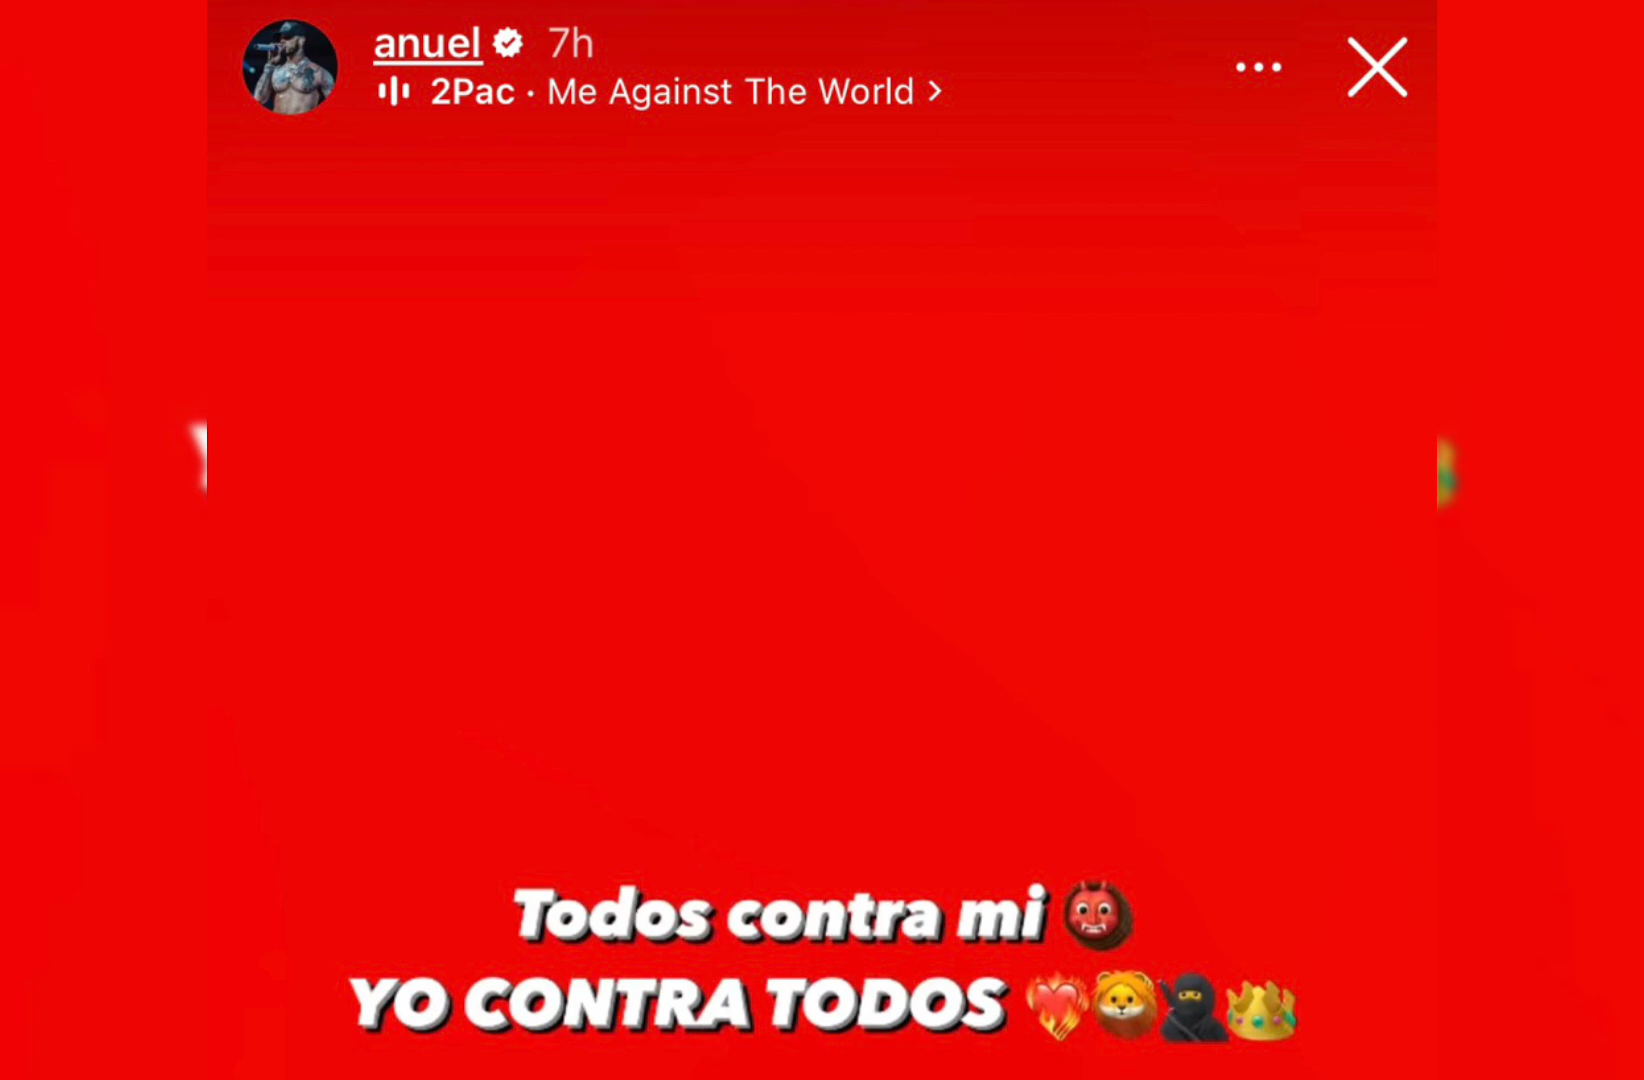 anuel 7h
2Pac · Me Against The World >
Todos contra mi 👹
YO CONTRA TODOS ❤️‍🔥🦁🥷🏿👑